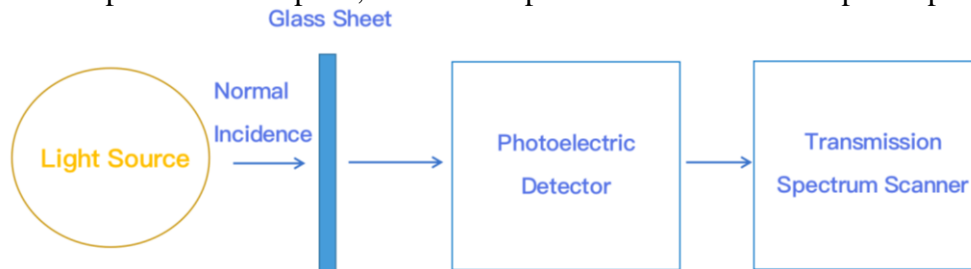 Glass Sheet
Normal
Incidence
Light Source
Photoelectric
Detector
Transmission
Spectrum Scanner